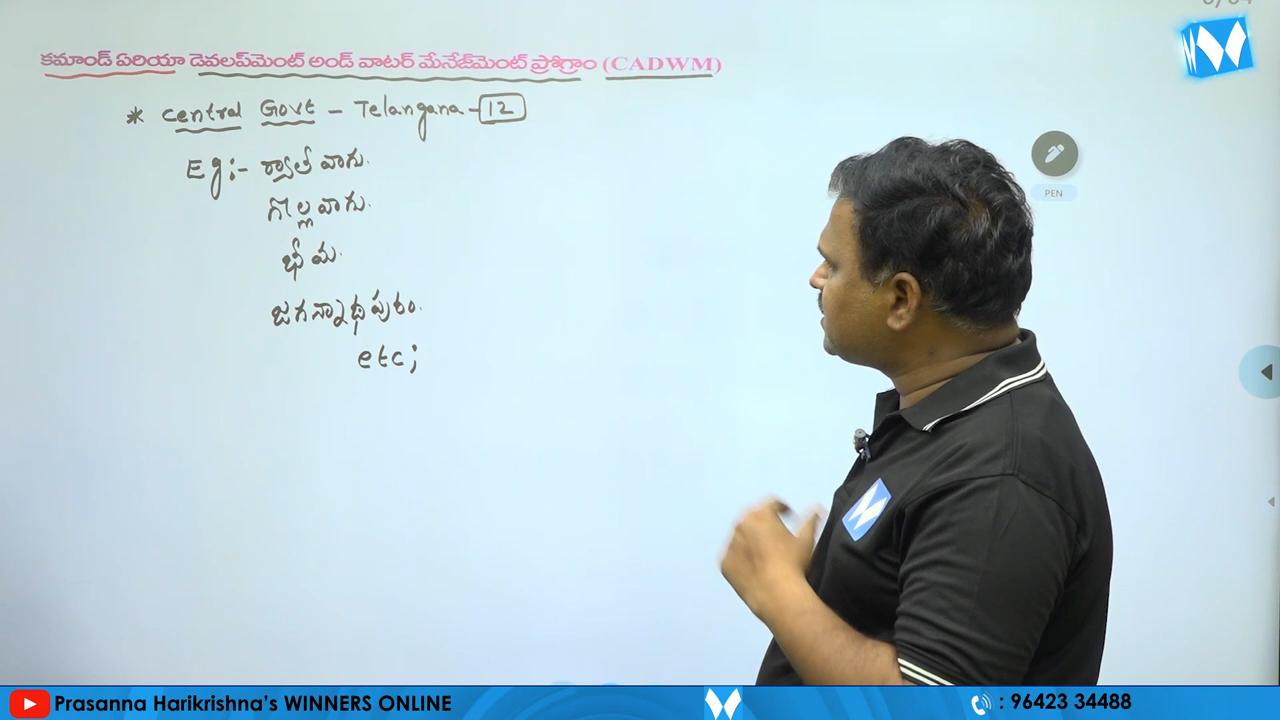 కమాండ్ ఏరియా డెవలప్‌మెంట్ అండ్ వాటర్ మేనేజ్‌మెంట్ ప్రోగ్రాం (CADWM)
* Central Govt - Telangana - 12
Eg:- ర్యాలీ వాగు.
గొల్ల వాగు.
భీమ.
జగన్నాథపురం.
etc;
PEN
Prasanna Harikrishna's WINNERS ONLINE
: 96423 34488